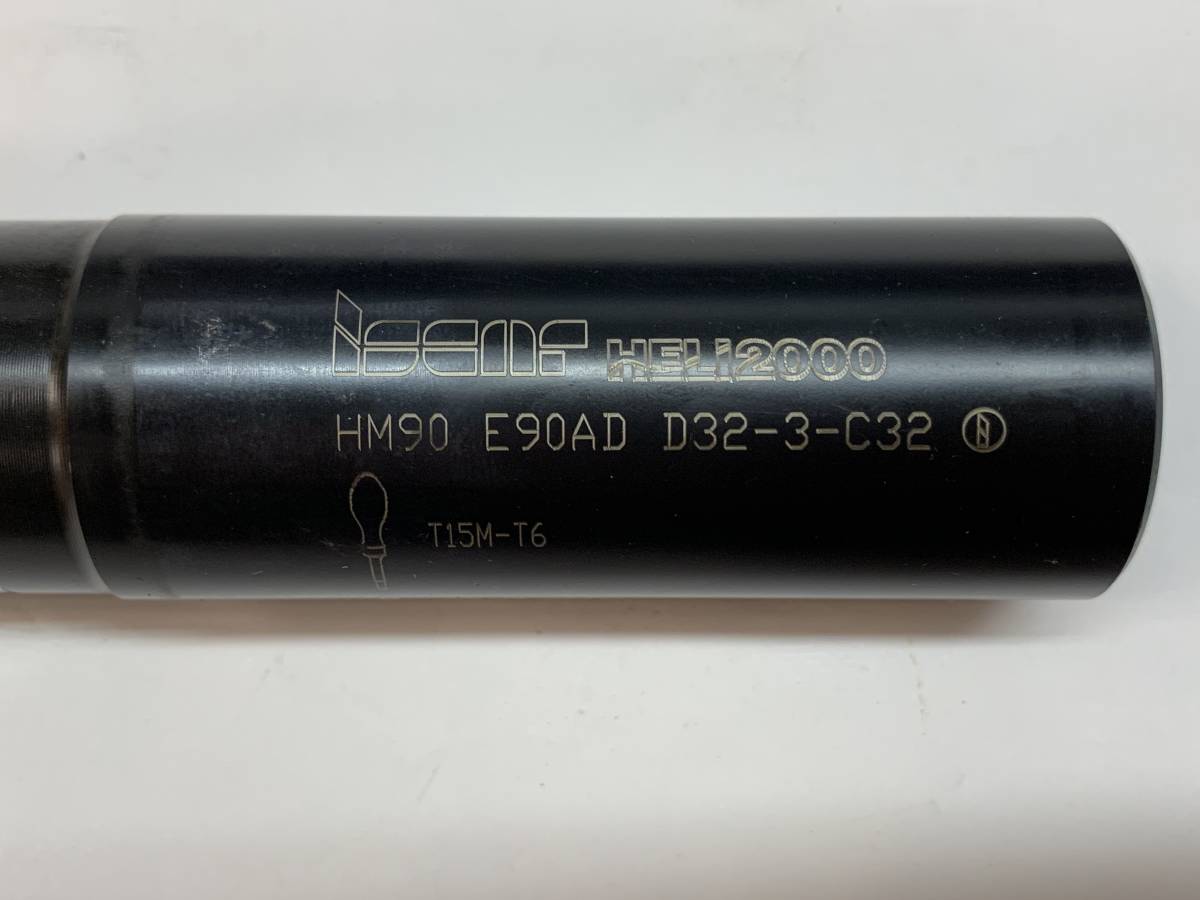 iscar HELI2000
HM90 E90AD D32-3-C32 N
T15M-T6